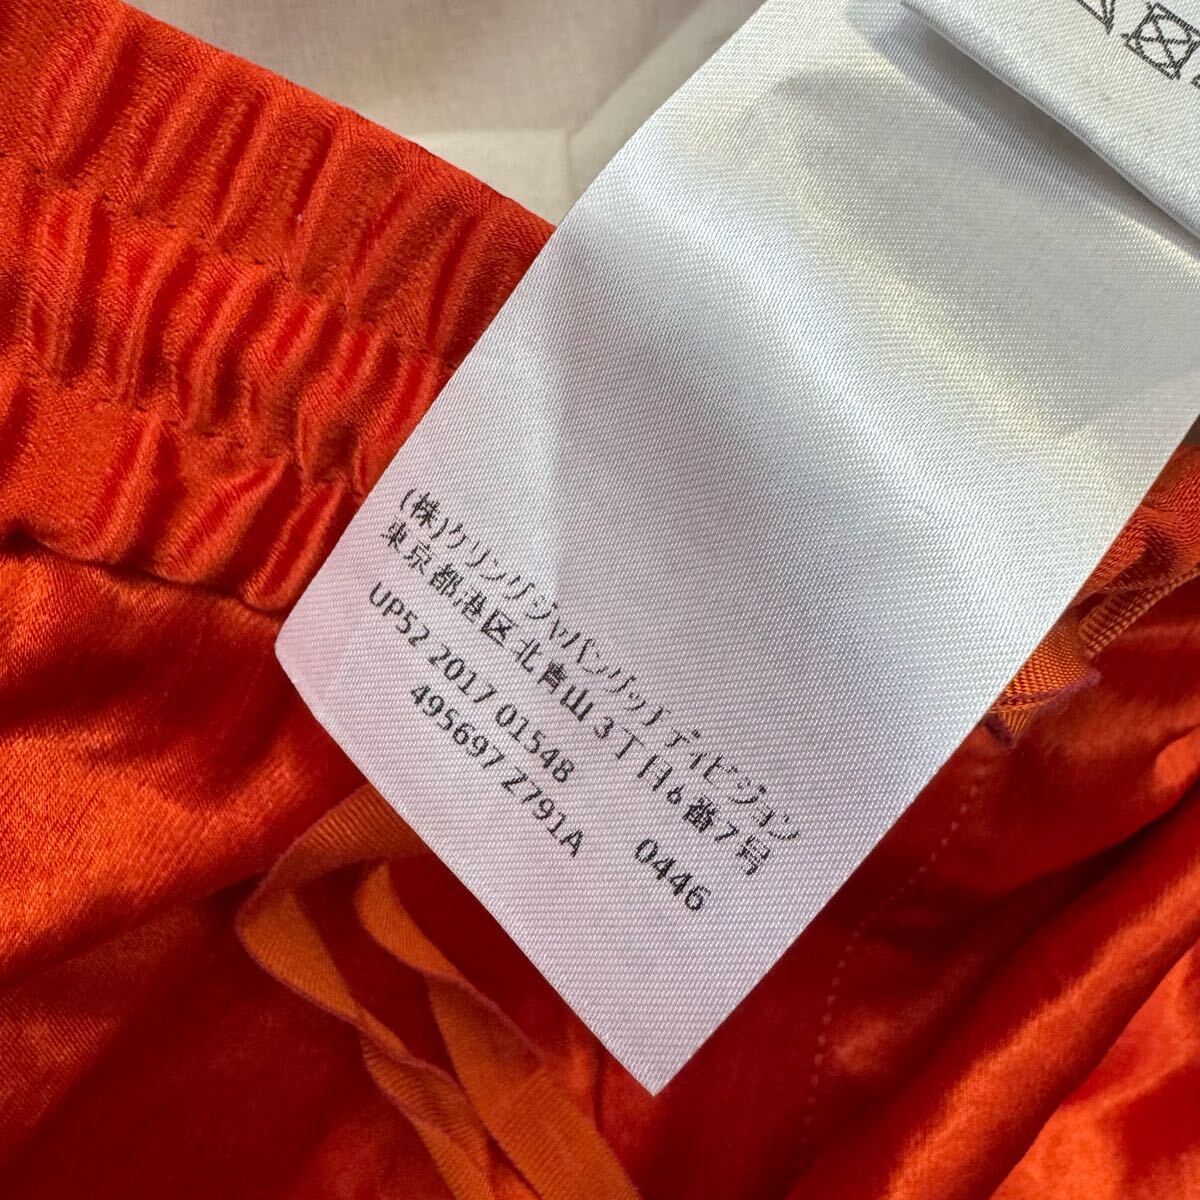 (株)ケリングジャパングッチディビジョン
東京都港区北青山3丁目6番7号
UP52 2017 01548 0446
495697 Z791A